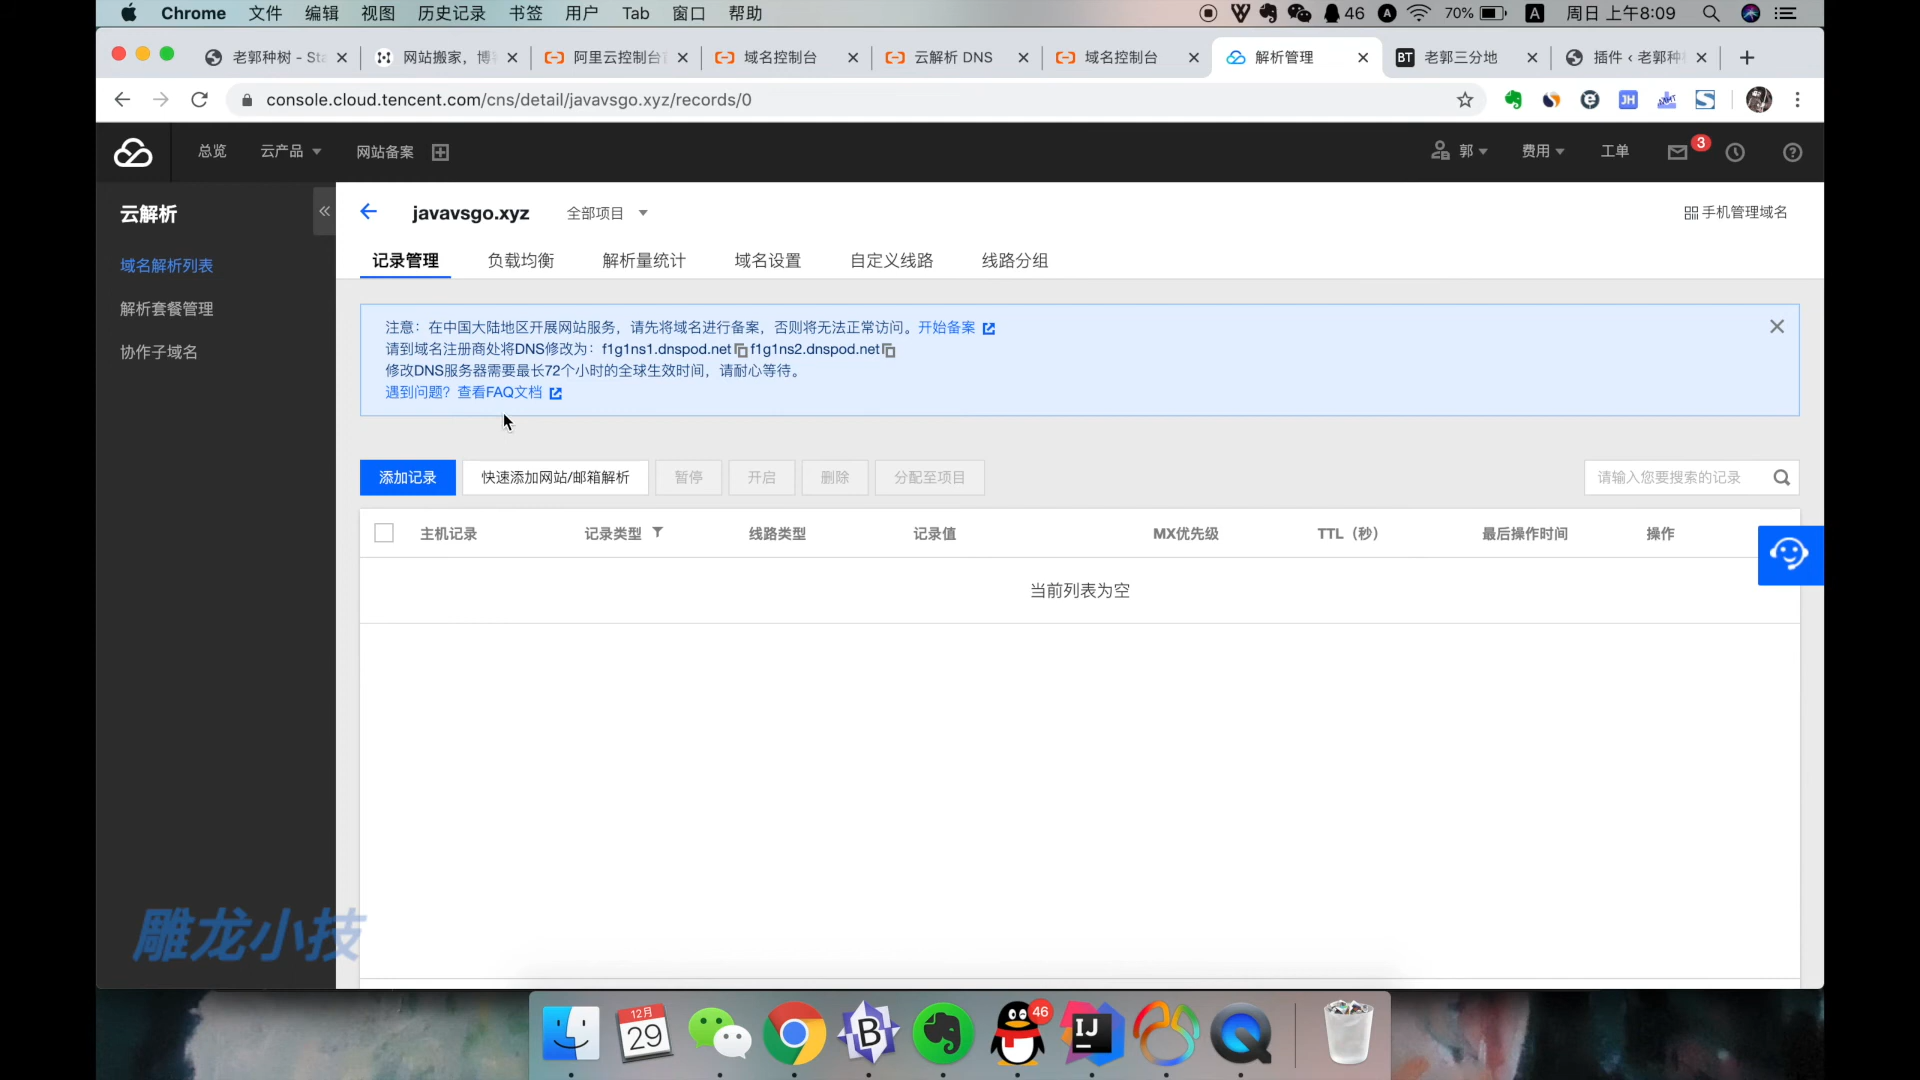 Chrome 文件 编辑 视图 历史记录 书签 用户 Tab 窗口 帮助 46 A 70% A 周日 上午8:09
老郭种树 - Sta 网站搬家，博客 阿里云控制台首 域名控制台 云解析 DNS 域名控制台 解析管理 BT 老郭三分地 插件 ‹ 老郭种树
console.cloud.tencent.com/cns/detail/javavsgo.xyz/records/0
总览 云产品 网站备案 郭 费用 工单 3
云解析
域名解析列表
解析套餐管理
协作子域名
javavsgo.xyz 全部项目 手机管理域名
记录管理 负载均衡 解析量统计 域名设置 自定义线路 线路分组
注意：在中国大陆地区开展网站服务，请先将域名进行备案，否则将无法正常访问。开始备案
请到域名注册商处将DNS修改为：f1g1ns1.dnspod.net f1g1ns2.dnspod.net
修改DNS服务器需要最长72个小时的全球生效时间，请耐心等待。
遇到问题？查看FAQ文档
添加记录 快速添加网站/邮箱解析 暂停 开启 删除 分配至项目 请输入您要搜索的记录
主机记录 记录类型 线路类型 记录值 MX优先级 TTL（秒） 最后操作时间 操作
当前列表为空
雕龙小技
12月
29
B
46
IJ